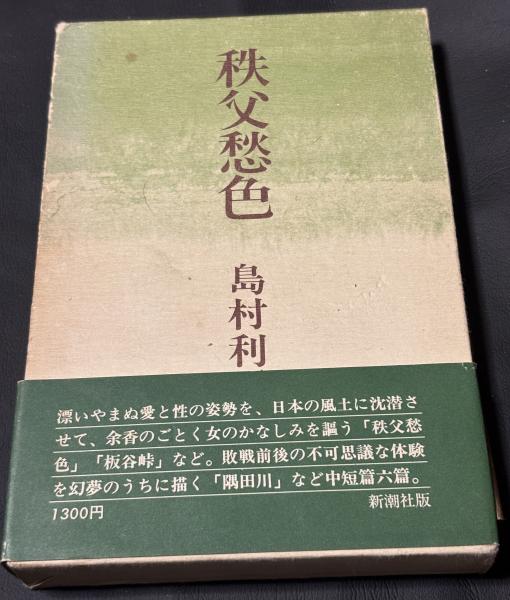 秩父愁色
島村利
漂いやまぬ愛と性の姿勢を、日本の風土に沈潜さ
せて、余香のごとく女のかなしみを謳う「秩父愁
色」「板谷峠」など。敗戦前後の不可思議な体験
を幻夢のうちに描く「隅田川」など中短篇六篇。
1300円 新潮社版